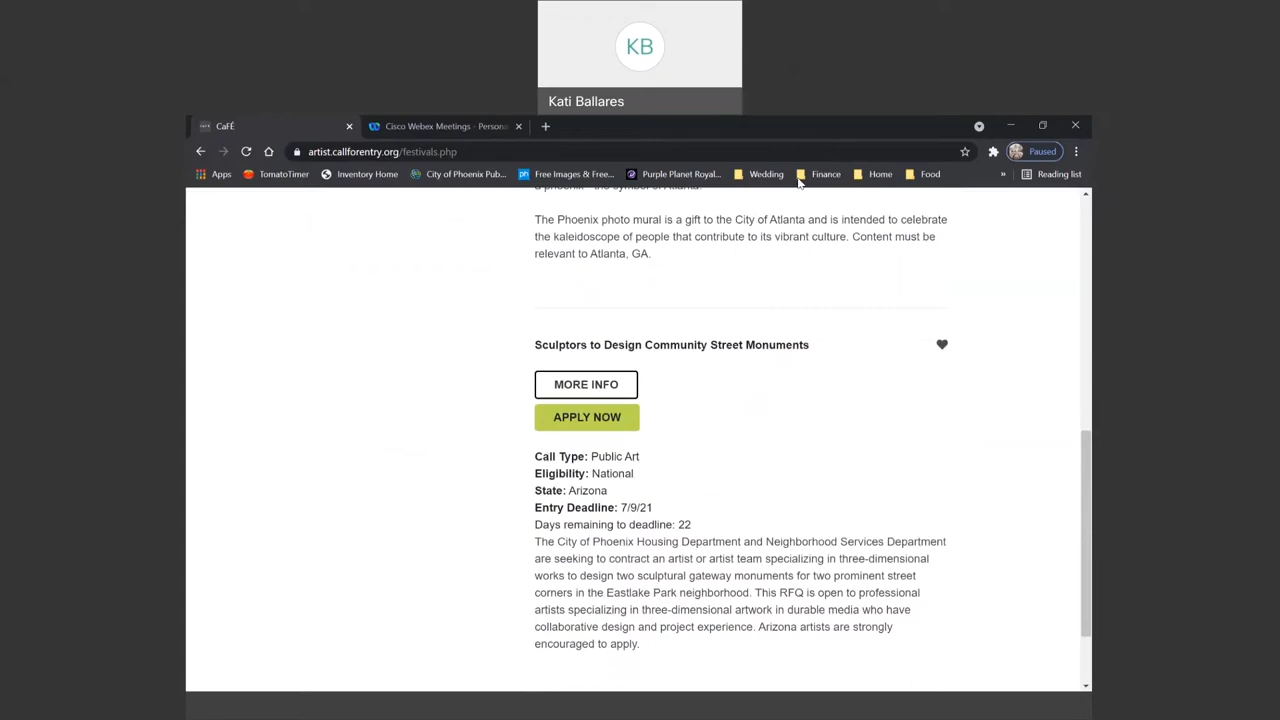 KB
Kati Ballares
CaFÉ
Cisco Webex Meetings - Persona
artist.callforentry.org/festivals.php
Paused
Apps TomatoTimer Inventory Home City of Phoenix Pub... Free Images & Free... Purple Planet Royal... Wedding Finance Home Food » Reading list
a phoenix - the symbol of Atlanta.
The Phoenix photo mural is a gift to the City of Atlanta and is intended to celebrate
the kaleidoscope of people that contribute to its vibrant culture. Content must be
relevant to Atlanta, GA.
Sculptors to Design Community Street Monuments
MORE INFO
APPLY NOW
Call Type: Public Art
Eligibility: National
State: Arizona
Entry Deadline: 7/9/21
Days remaining to deadline: 22
The City of Phoenix Housing Department and Neighborhood Services Department
are seeking to contract an artist or artist team specializing in three-dimensional
works to design two sculptural gateway monuments for two prominent street
corners in the Eastlake Park neighborhood. This RFQ is open to professional
artists specializing in three-dimensional artwork in durable media who have
collaborative design and project experience. Arizona artists are strongly
encouraged to apply.